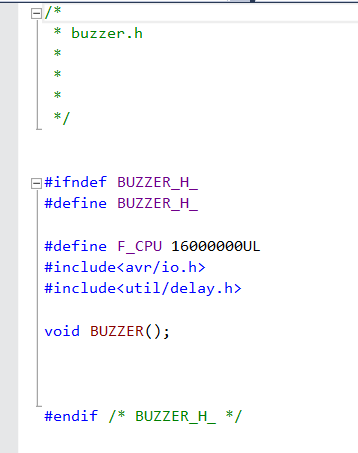 /*
* buzzer.h
*
*
*
*/
#ifndef BUZZER_H_
#define BUZZER_H_
#define F_CPU 16000000UL
#include<avr/io.h>
#include<util/delay.h>
void BUZZER();
#endif /* BUZZER_H_ */